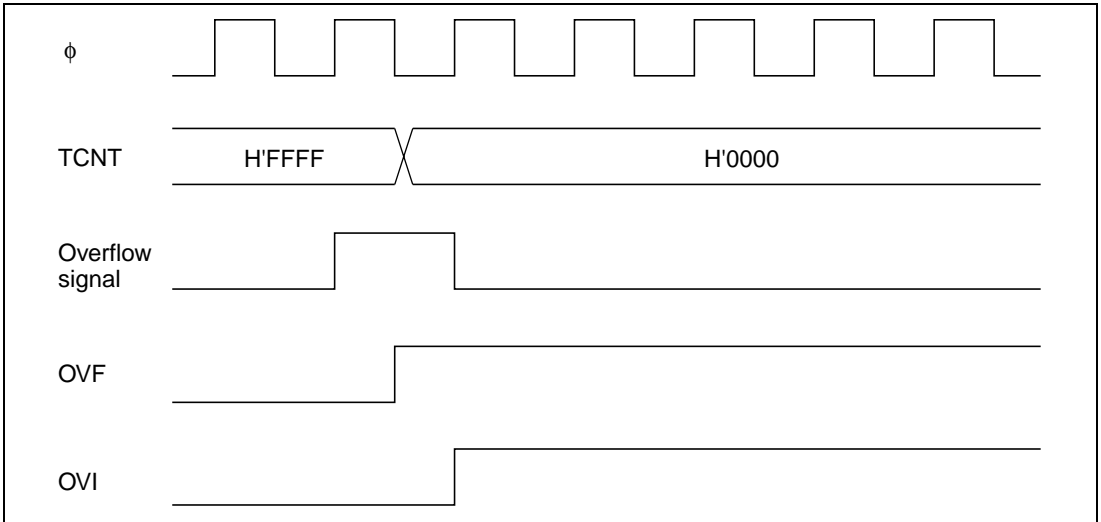 ϕ
TCNT
H'FFFF
H'0000
Overflow
signal
OVF
OVI